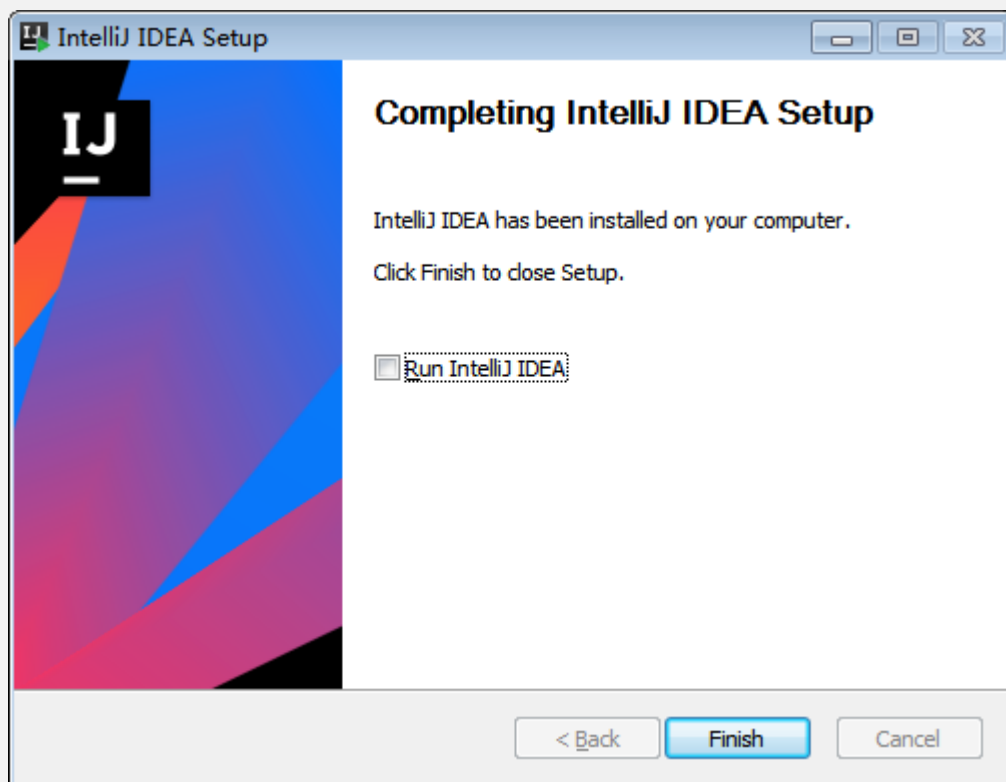 IntelliJ IDEA Setup
IJ
Completing IntelliJ IDEA Setup
IntelliJ IDEA has been installed on your computer.
Click Finish to close Setup.
Run IntelliJ IDEA
< Back Finish Cancel